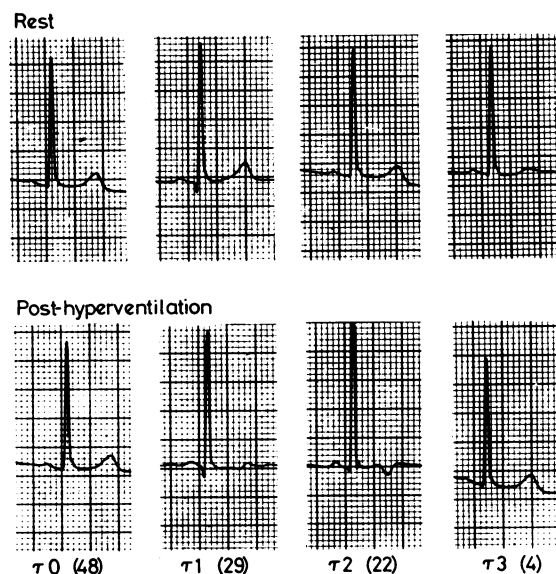 Rest
Post-hyperventilation
τ0 (48) τ1 (29) τ2 (22) τ3 (4)